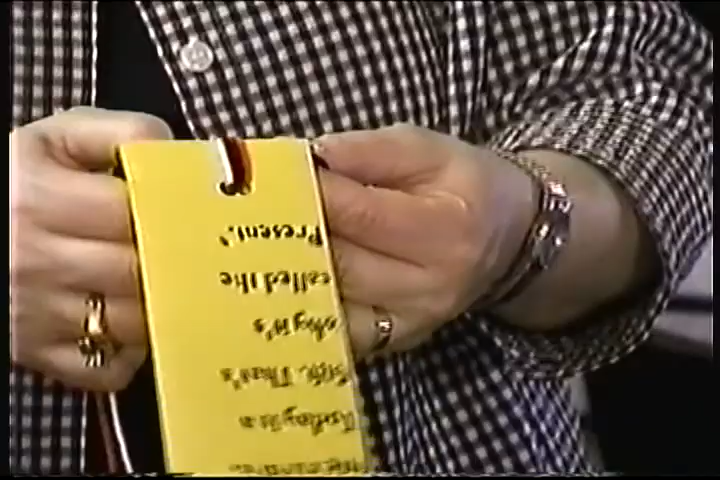 Today is a
Gift. That's
why it's
called the
Present.